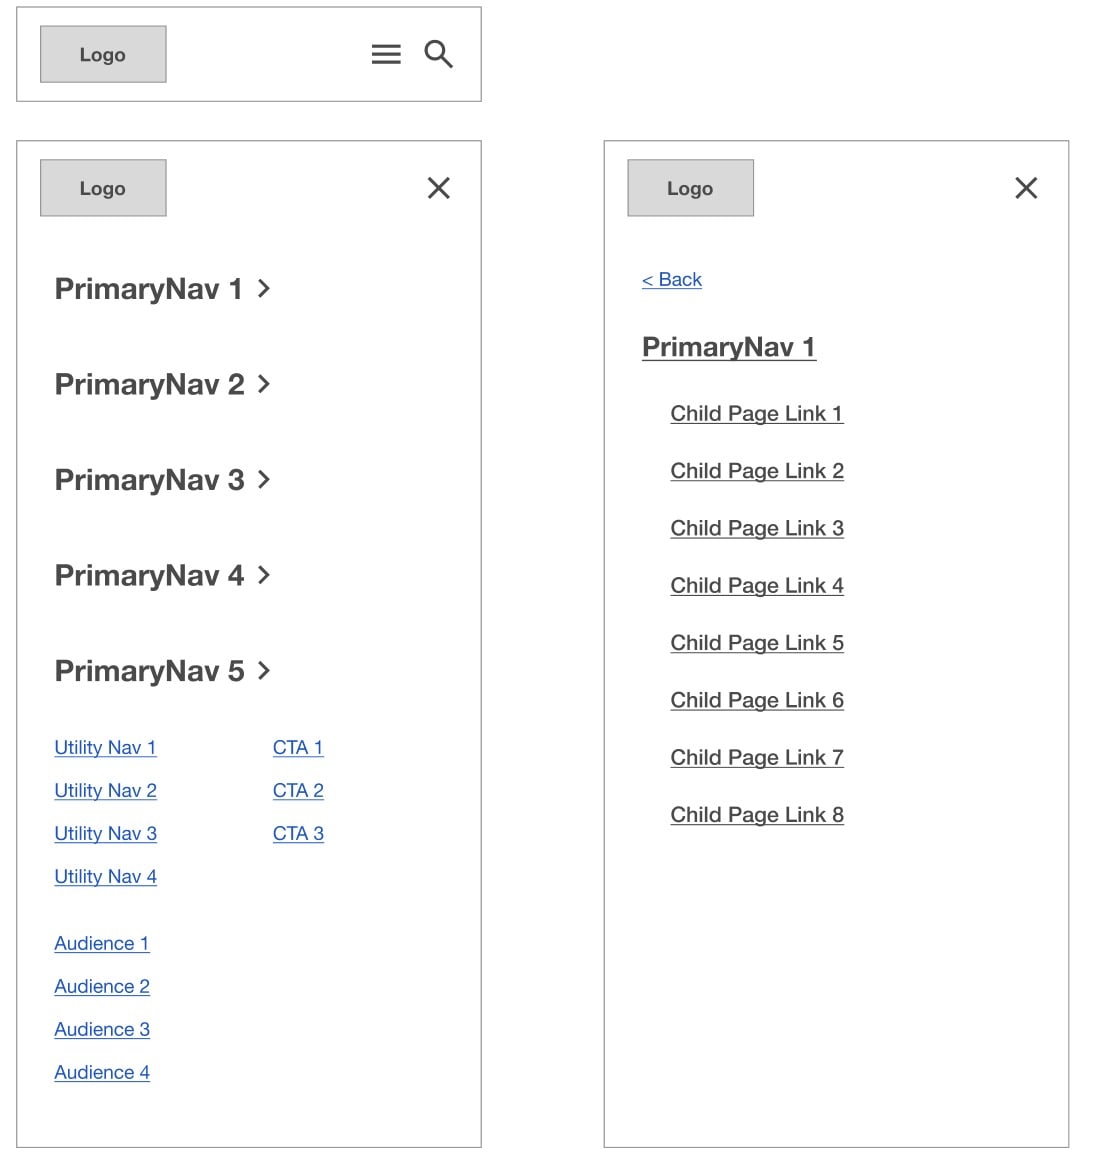 Logo
Logo
PrimaryNav 1
PrimaryNav 2
PrimaryNav 3
PrimaryNav 4
PrimaryNav 5
Utility Nav 1
Utility Nav 2
Utility Nav 3
Utility Nav 4
CTA 1
CTA 2
CTA 3
Audience 1
Audience 2
Audience 3
Audience 4
Logo
< Back
PrimaryNav 1
Child Page Link 1
Child Page Link 2
Child Page Link 3
Child Page Link 4
Child Page Link 5
Child Page Link 6
Child Page Link 7
Child Page Link 8